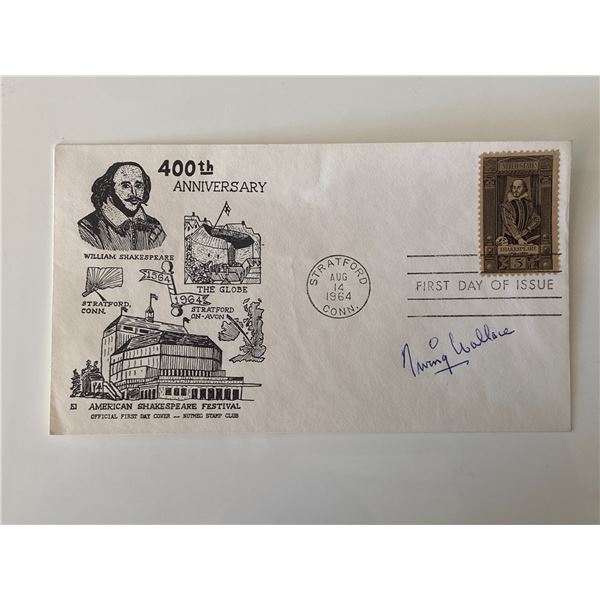 400th
ANNIVERSARY
WILLIAM SHAKESPEARE
THE GLOBE
1564
1964
STRATFORD,
CONN.
STRATFORD
ON-AVON
AMERICAN SHAKESPEARE FESTIVAL
OFFICIAL FIRST DAY COVER — NUTMEG STAMP CLUB
STRATFORD
AUG
14
1964
CONN.
SHAKESPEARE
5
FIRST DAY OF ISSUE
Irving Wallace